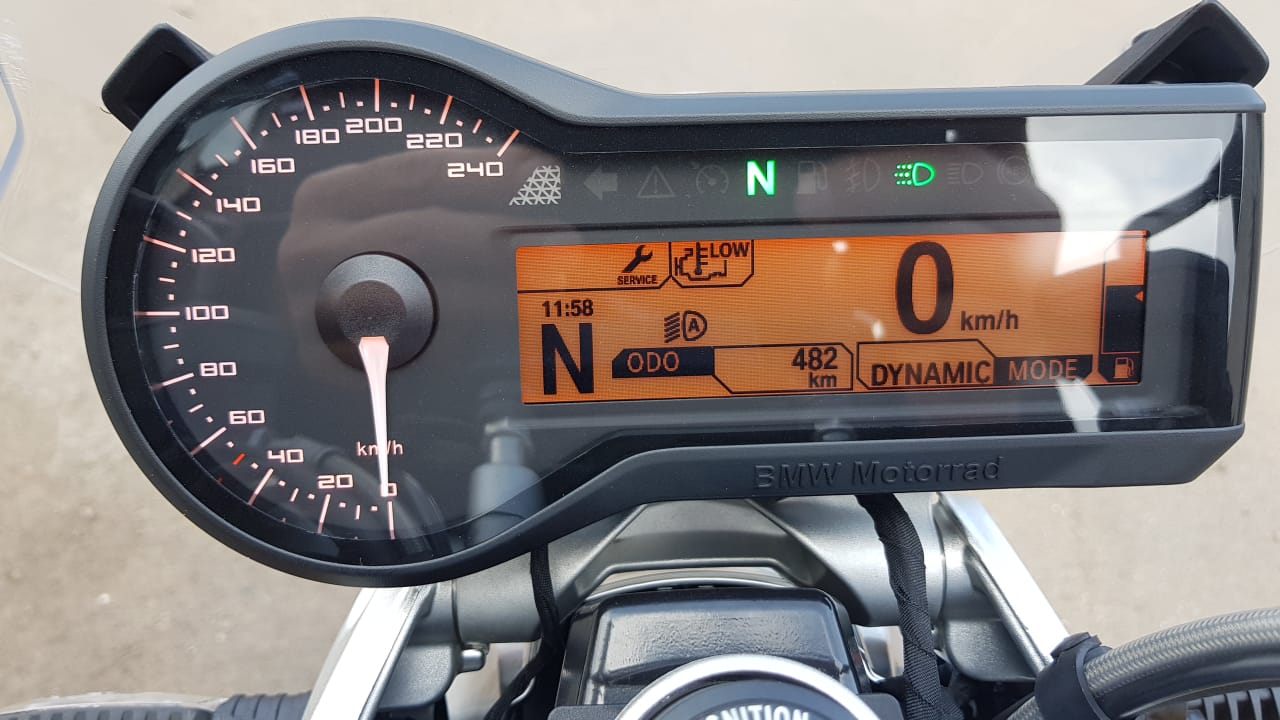 240
220
200
180
160
140
120
100
80
60
40
20
0
km/h
N
SERVICE
LOW
11:58
N
A
ODO
482
km
0
km/h
DYNAMIC
MODE
BMW Motorrad
IGNITION